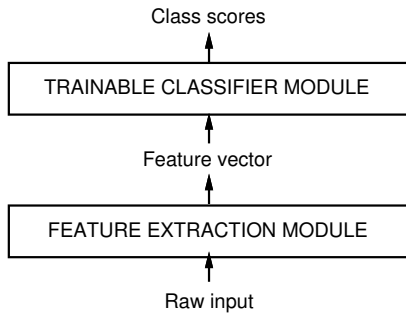 Class scores
TRAINABLE CLASSIFIER MODULE
Feature vector
FEATURE EXTRACTION MODULE
Raw input